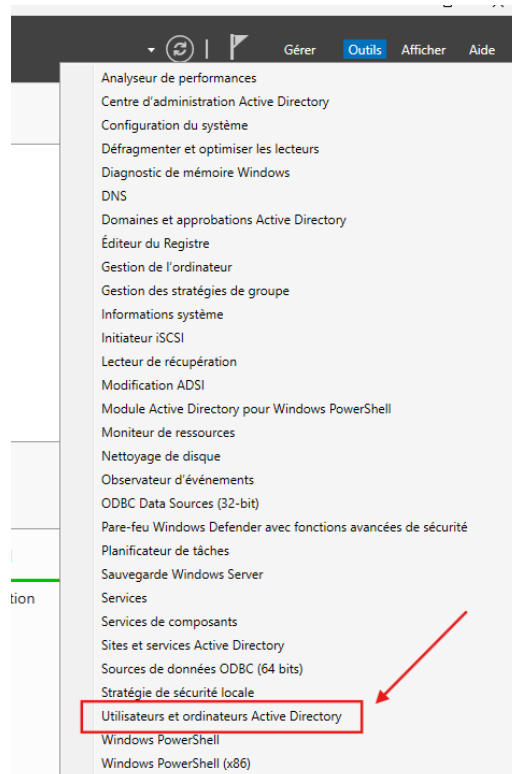 Gérer Outils Afficher Aide
Analyseur de performances
Centre d'administration Active Directory
Configuration du système
Défragmenter et optimiser les lecteurs
Diagnostic de mémoire Windows
DNS
Domaines et approbations Active Directory
Éditeur du Registre
Gestion de l'ordinateur
Gestion des stratégies de groupe
Informations système
Initiateur iSCSI
Lecteur de récupération
Modification ADSI
Module Active Directory pour Windows PowerShell
Moniteur de ressources
Nettoyage de disque
Observateur d'événements
ODBC Data Sources (32-bit)
Pare-feu Windows Defender avec fonctions avancées de sécurité
Planificateur de tâches
Sauvegarde Windows Server
tion Services
Services de composants
Sites et services Active Directory
Sources de données ODBC (64 bits)
Stratégie de sécurité locale
Utilisateurs et ordinateurs Active Directory
Windows PowerShell
Windows PowerShell (x86)